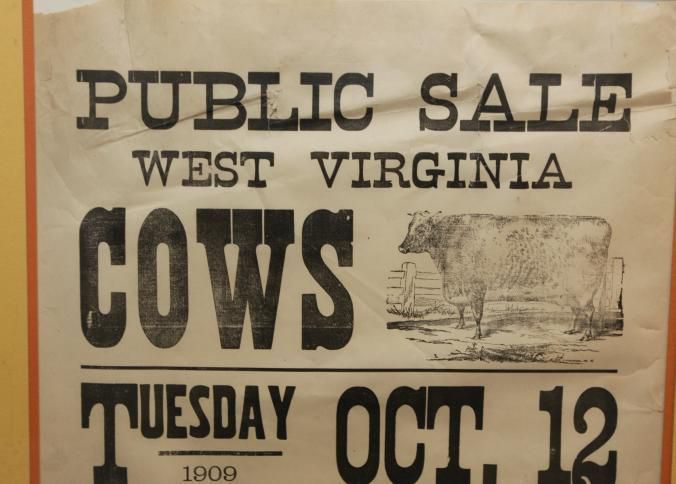 PUBLIC SALE
WEST VIRGINIA
COWS
TUESDAY OCT. 12
1909